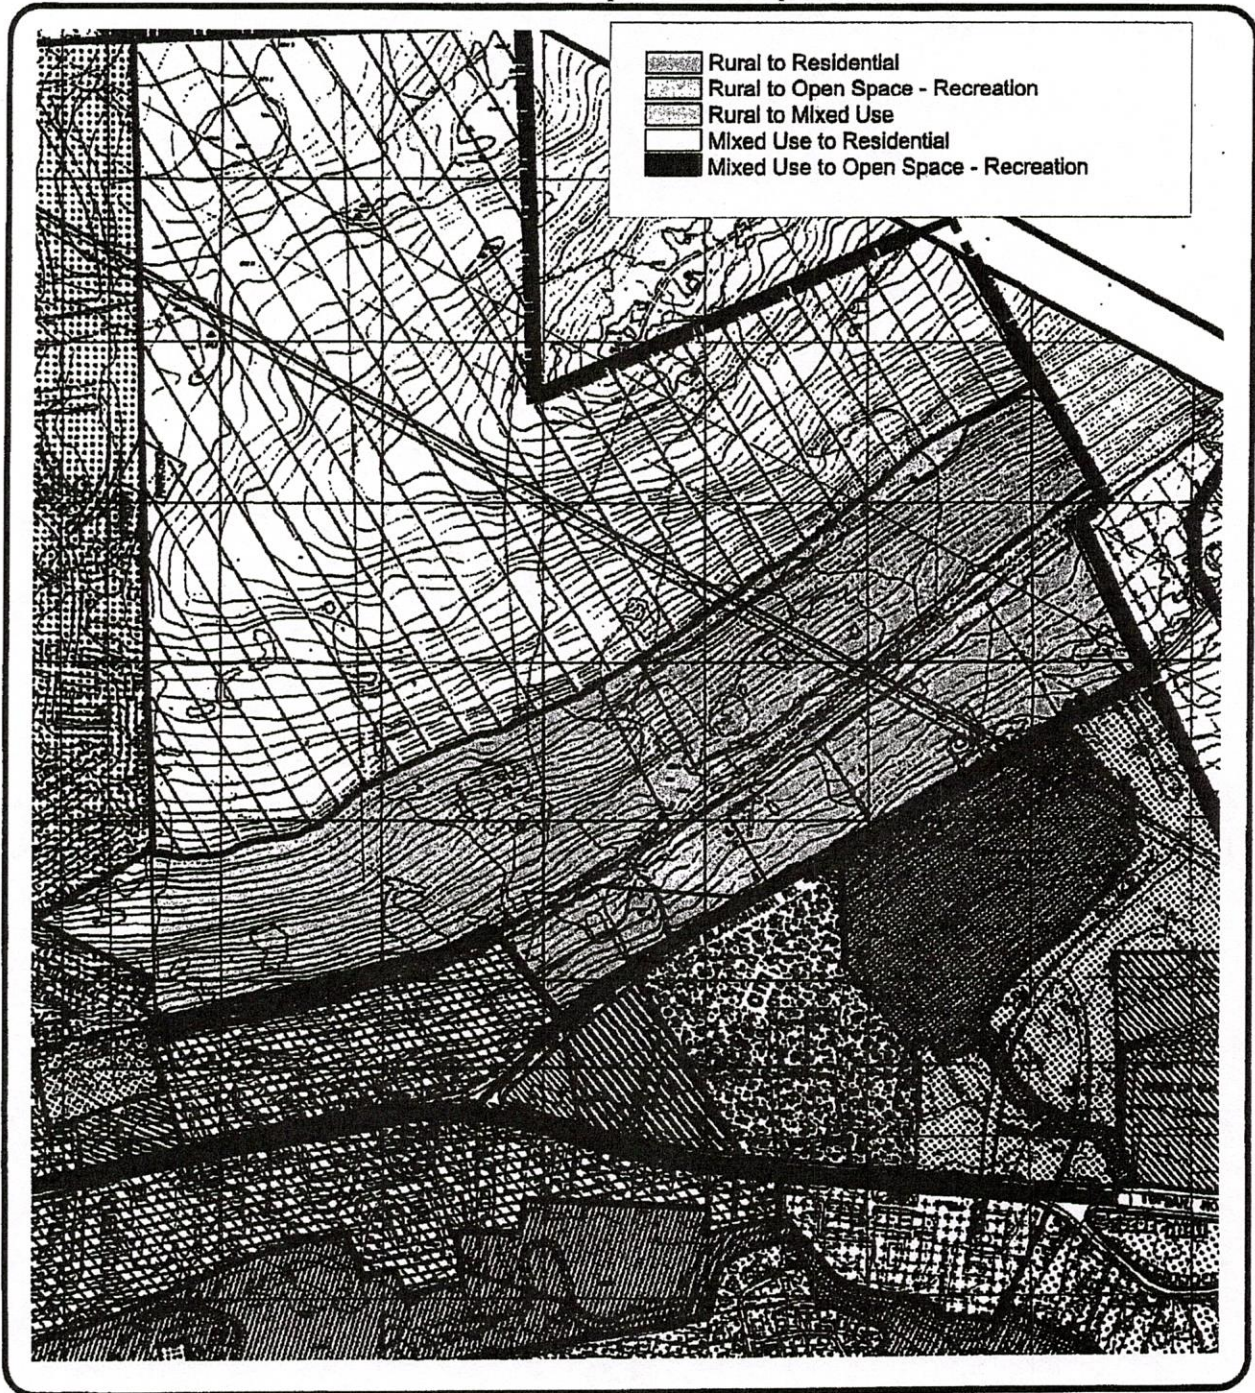 Rural to Residential
Rural to Open Space - Recreation
Rural to Mixed Use
Mixed Use to Residential
Mixed Use to Open Space - Recreation